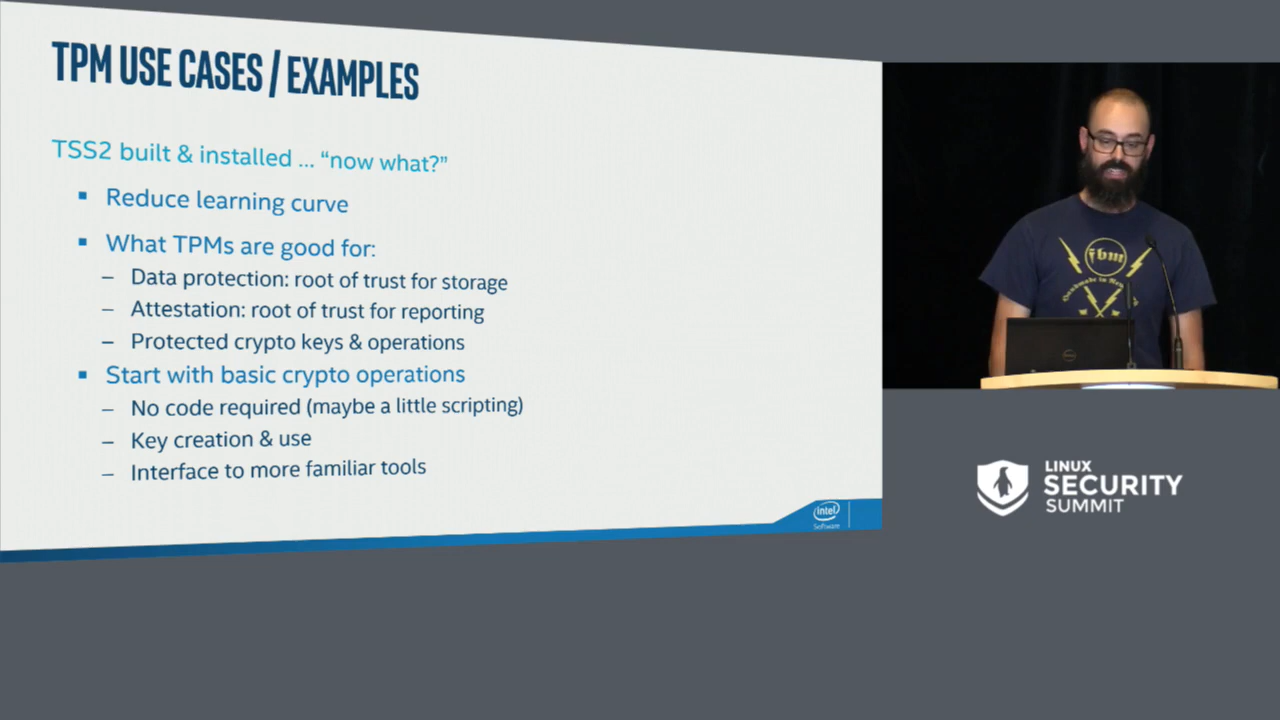 TPM USE CASES / EXAMPLES
TSS2 built & installed ... “now what?”
▪ Reduce learning curve
▪ What TPMs are good for:
– Data protection: root of trust for storage
– Attestation: root of trust for reporting
– Protected crypto keys & operations
▪ Start with basic crypto operations
– No code required (maybe a little scripting)
– Key creation & use
– Interface to more familiar tools
intel
Software
fbm
LINUX
SECURITY
SUMMIT